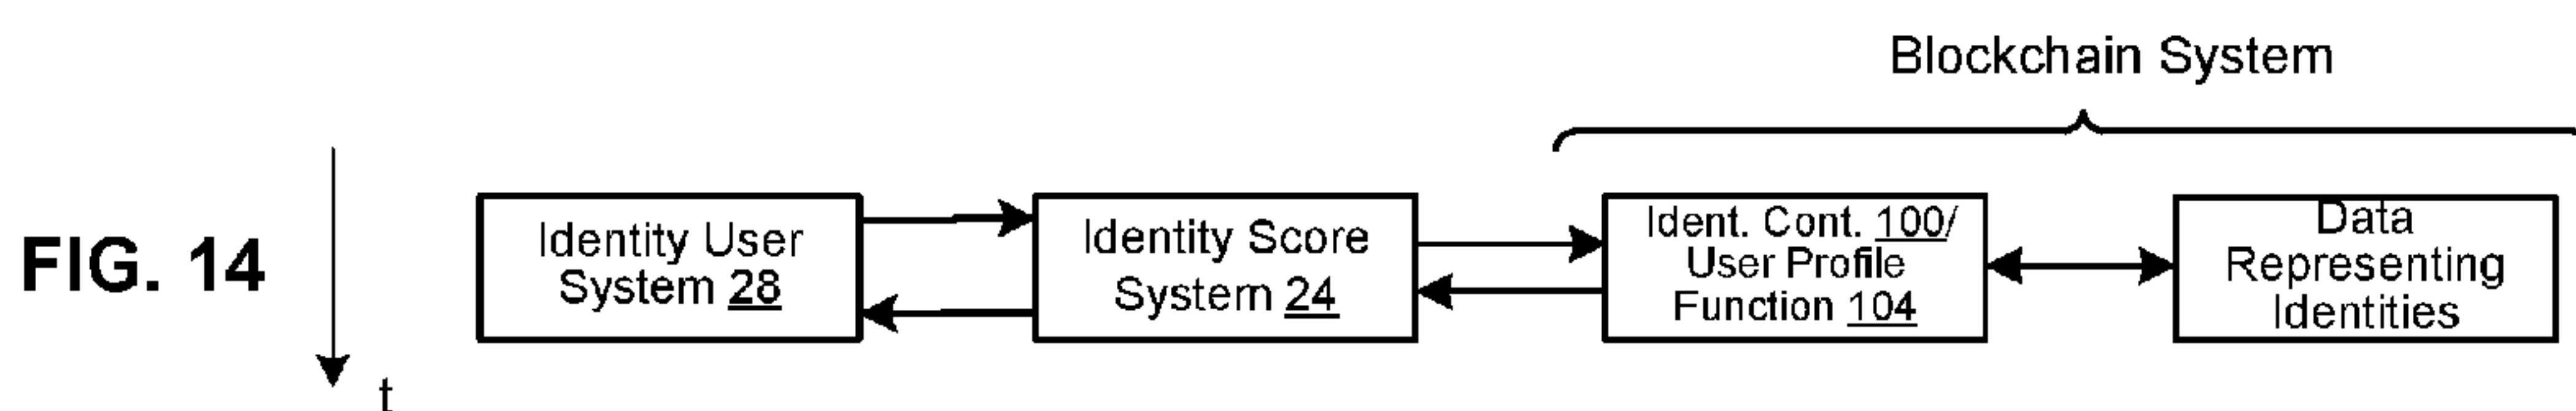 Blockchain System
FIG. 14
t
Identity User
System 28
Identity Score
System 24
Ident. Cont. 100/
User Profile
Function 104
Data
Representing
Identities